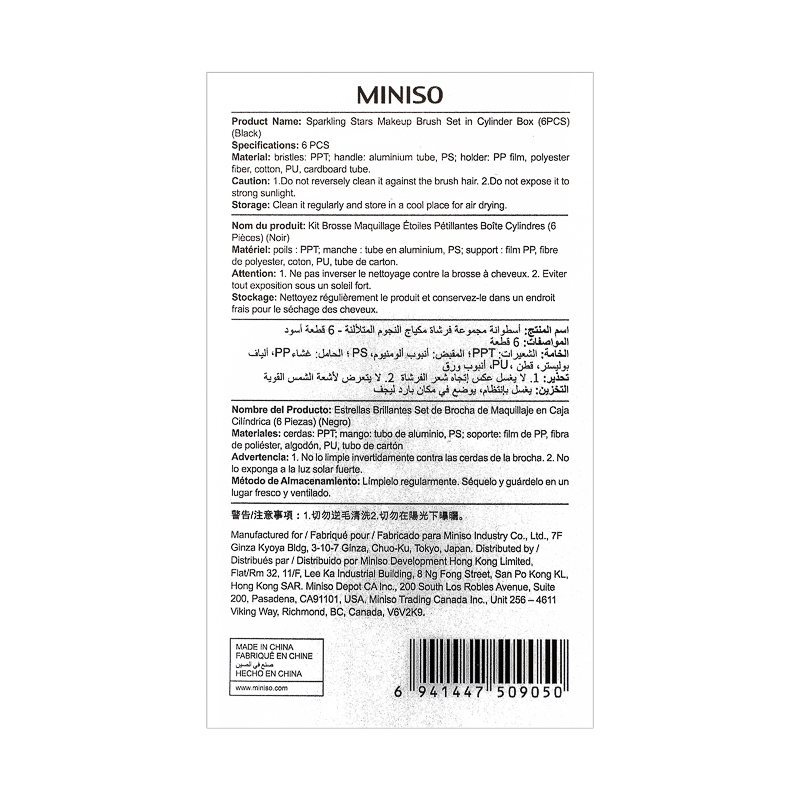 MINISO
Product Name: Sparkling Stars Makeup Brush Set in Cylinder Box (6PCS)
(Black)
Specifications: 6 PCS
Material: bristles: PPT; handle: aluminium tube, PS; holder: PP film, polyester
fiber, cotton, PU, cardboard tube.
Caution: 1.Do not reversely clean it against the brush hair. 2.Do not expose it to
strong sunlight.
Storage: Clean it regularly and store in a cool place for air drying.
Nom du produit: Kit Brosse Maquillage Étoiles Pétillantes Boîte Cylindres (6
Pièces) (Noir)
Matériel: poils : PPT; manche : tube en aluminium, PS; support : film PP, fibre
de polyester, coton, PU, tube de carton.
Attention: 1. Ne pas inverser le nettoyage contre la brosse à cheveux. 2. Eviter
tout exposition sous un soleil fort.
Stockage: Nettoyez régulièrement le produit et conservez-le dans un endroit
frais pour le séchage des cheveux.
اسم المنتج: أسطوانة مجموعة فرشاة مكياج النجوم المتلألئة - 6 قطعة أسود
المواصفات: 6 قطعة
الخامة: الشعيرات: PPT؛ المقبض: أنبوب ألومنيوم، PS؛ الحامل: غشاء PP، ألياف
بوليستر، قطن ،PU، أنبوب ورق
تحذير: 1. لا يغسل عكس إتجاه شعر الفرشاة 2. لا يتعرض لأشعة الشمس القوية
التخزين: يغسل بإنتظام، يوضع في مكان بارد ليجف
Nombre del Producto: Estrellas Brillantes Set de Brocha de Maquillaje en Caja
Cilíndrica (6 Piezas) (Negro)
Materiales: cerdas: PPT; mango: tubo de aluminio, PS; soporte: film de PP, fibra
de poliéster, algodón, PU, tubo de cartón
Advertencia: 1. No lo limpie invertidamente contra las cerdas de la brocha. 2. No
lo exponga a la luz solar fuerte.
Método de Almacenamiento: Límpielo regularmente. Séquelo y guárdelo en un
lugar fresco y ventilado.
警告/注意事項：1.切勿逆毛清洗2.切勿在陽光下曝曬。
Manufactured for / Fabriqué pour / Fabricado para Miniso Industry Co., Ltd., 7F
Ginza Kyoya Bldg, 3-10-7 Ginza, Chuo-Ku, Tokyo, Japan. Distributed by /
Distribués par / Distribuido por Miniso Development Hong Kong Limited,
Flat/Rm 32, 11/F, Lee Ka Industrial Building, 8 Ng Fong Street, San Po Kong KL,
Hong Kong SAR. Miniso Depot CA Inc., 200 South Los Robles Avenue, Suite
200, Pasadena, CA91101, USA, Miniso Trading Canada Inc., Unit 256 – 4611
Viking Way, Richmond, BC, Canada, V6V2K9.
MADE IN CHINA
FABRIQUÉ EN CHINE
صنع في الصين
HECHO EN CHINA
www.miniso.com
6 941447 509050